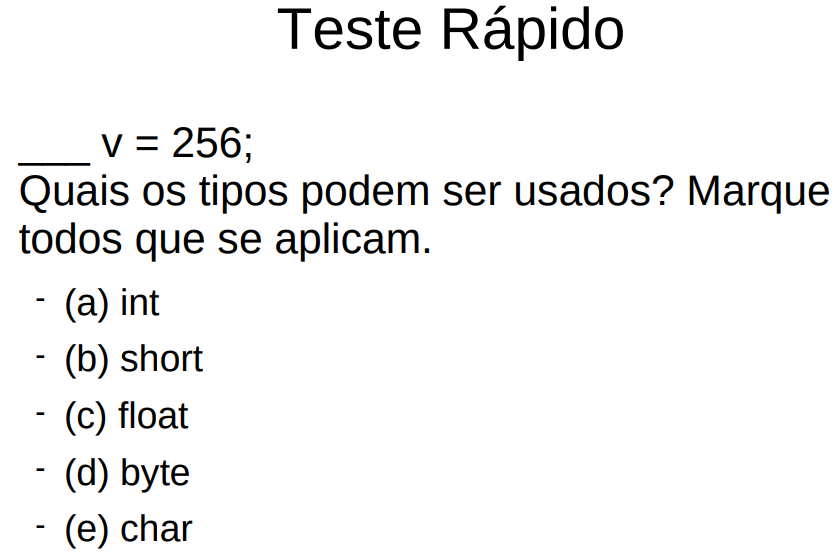 Teste Rápido
___ v = 256;
Quais os tipos podem ser usados? Marque
todos que se aplicam.
- (a) int
- (b) short
- (c) float
- (d) byte
- (e) char